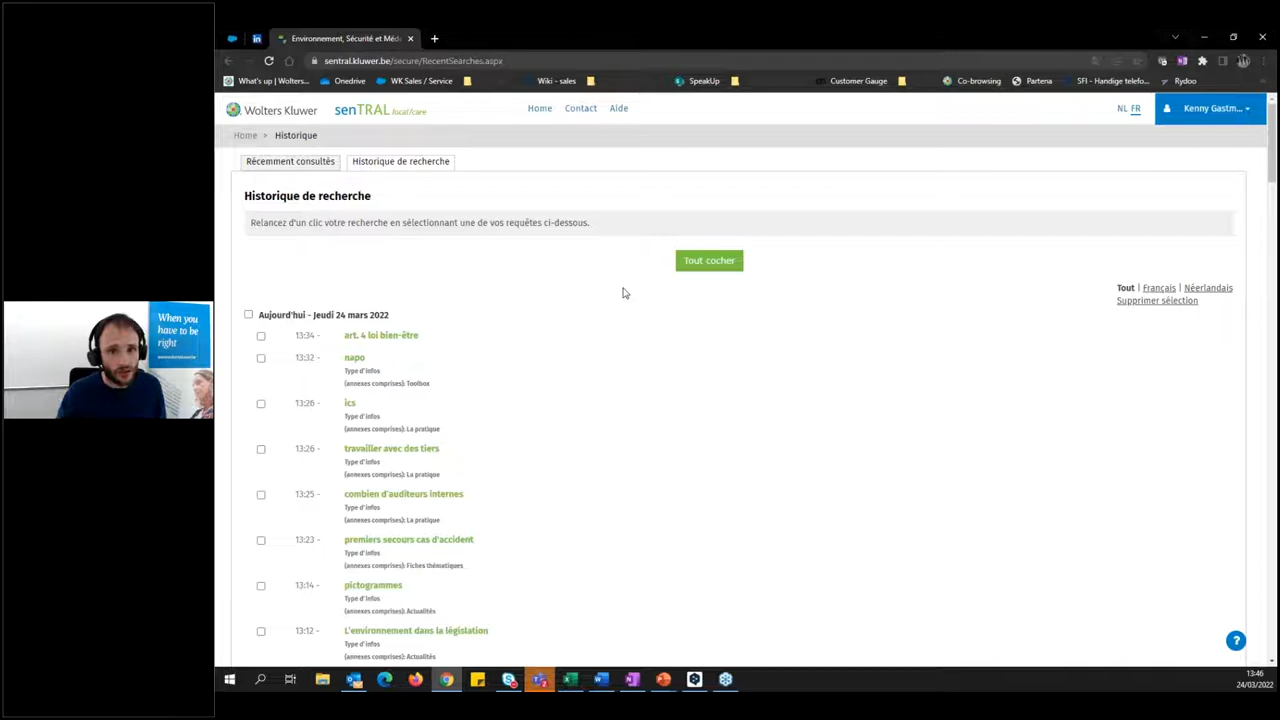 Environnement, Sécurité et Méd
sentral.kluwer.be/secure/RecentSearches.aspx
What's up | Wolters...
Onedrive
WK Sales / Service
Wiki - sales
SpeakUp
Customer Gauge
Co-browsing
Partena
SFI - Handige telefo...
Rydoo
Wolters Kluwer
senTRAL local/care
Home
Contact
Aide
NL FR
Kenny Gastm...
Home > Historique
Récemment consultés
Historique de recherche
Historique de recherche
Relancez d'un clic votre recherche en sélectionnant une de vos requêtes ci-dessous.
Tout cocher
Tout | Français | Néerlandais
Supprimer sélection
Aujourd'hui - Jeudi 24 mars 2022
13:34 - art. 4 loi bien-être
13:32 - napo
Type d'infos
(annexes comprises): Toolbox
13:26 - ics
Type d'infos
(annexes comprises): La pratique
13:26 - travailler avec des tiers
Type d'infos
(annexes comprises): La pratique
13:25 - combien d'auditeurs internes
Type d'infos
(annexes comprises): La pratique
13:23 - premiers secours cas d'accident
Type d'infos
(annexes comprises): Fiches thématiques
13:14 - pictogrammes
Type d'infos
(annexes comprises): Actualités
13:12 - L'environnement dans la législation
Type d'infos
(annexes comprises): Actualités
When you
have to be
right
13:46
24/03/2022